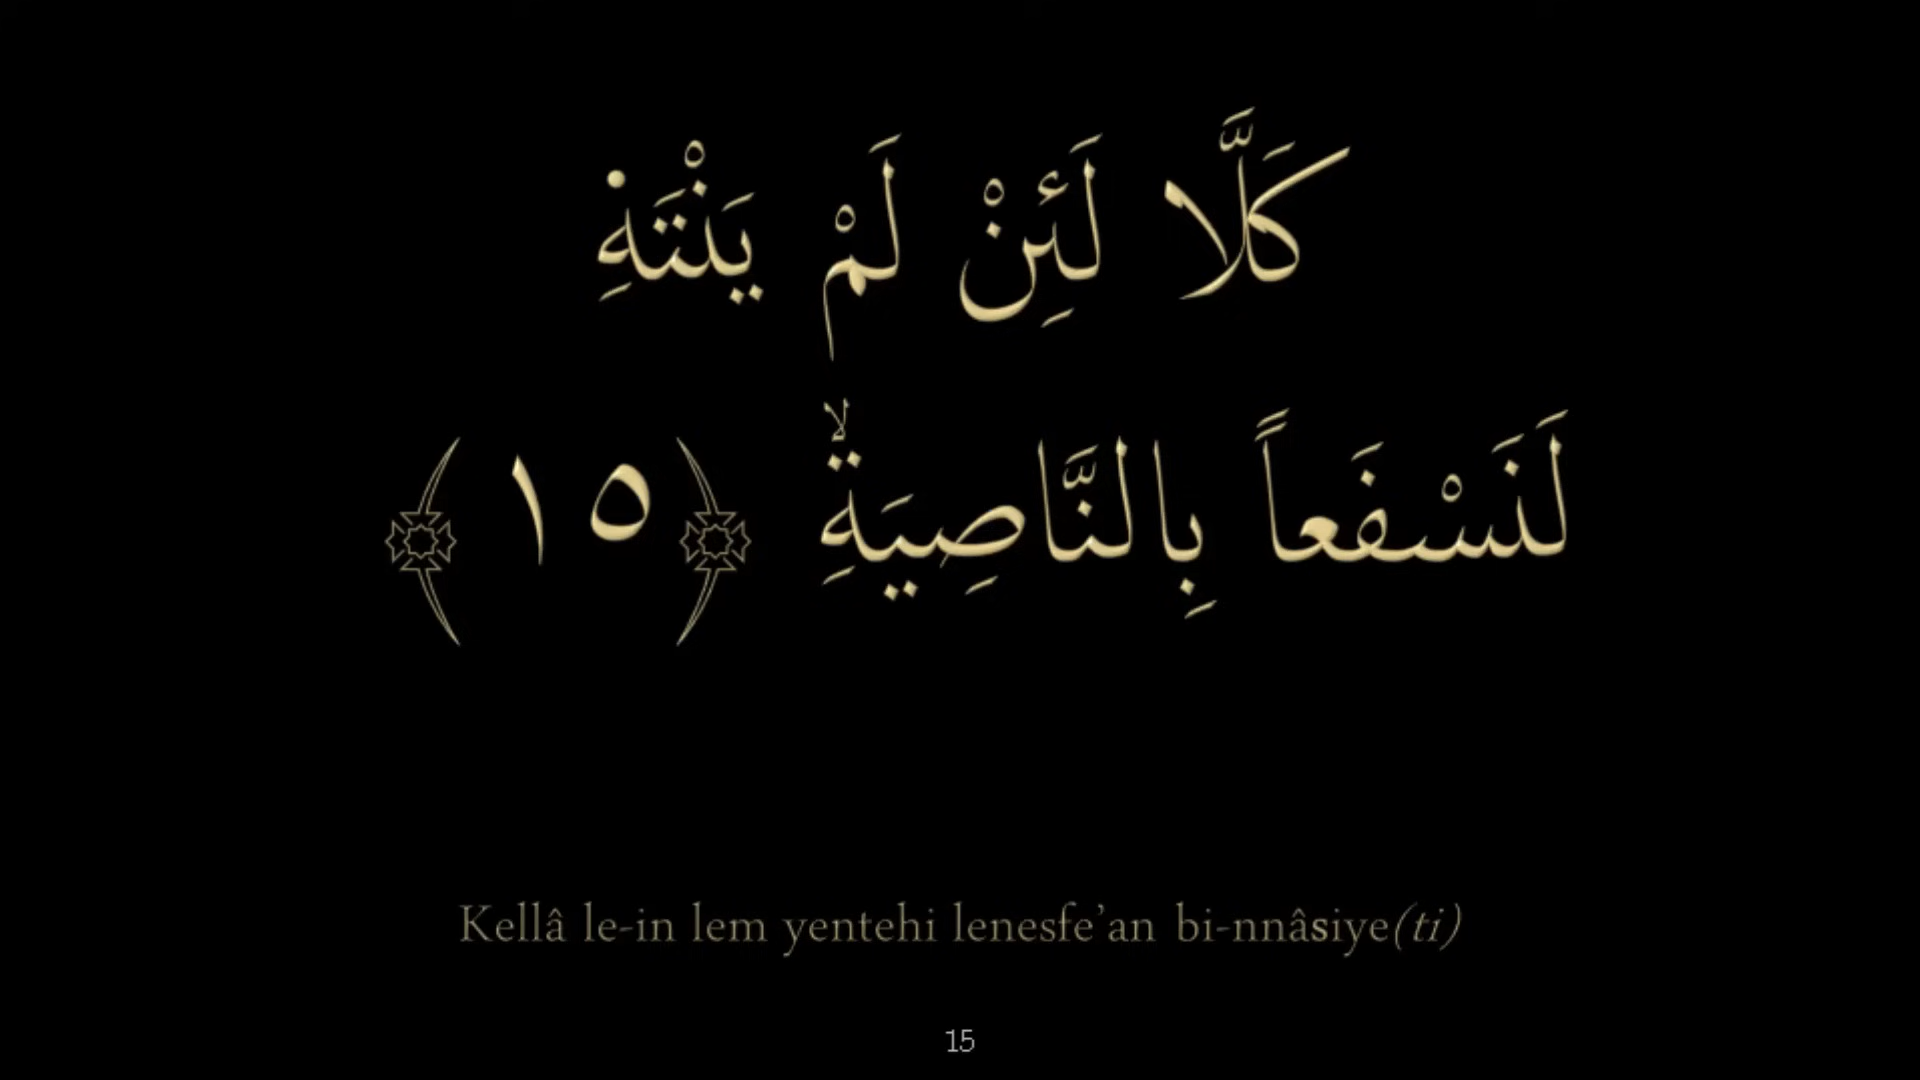 كَلَّا لَئِنْ لَمْ يَنْتَهِۙ
لَنَسْفَعاً بِالنَّاصِيَةِۙ ﴿١٥﴾
Kellâ le-in lem yentehi lenesfe’an bi-nnâsiye(ti)
15